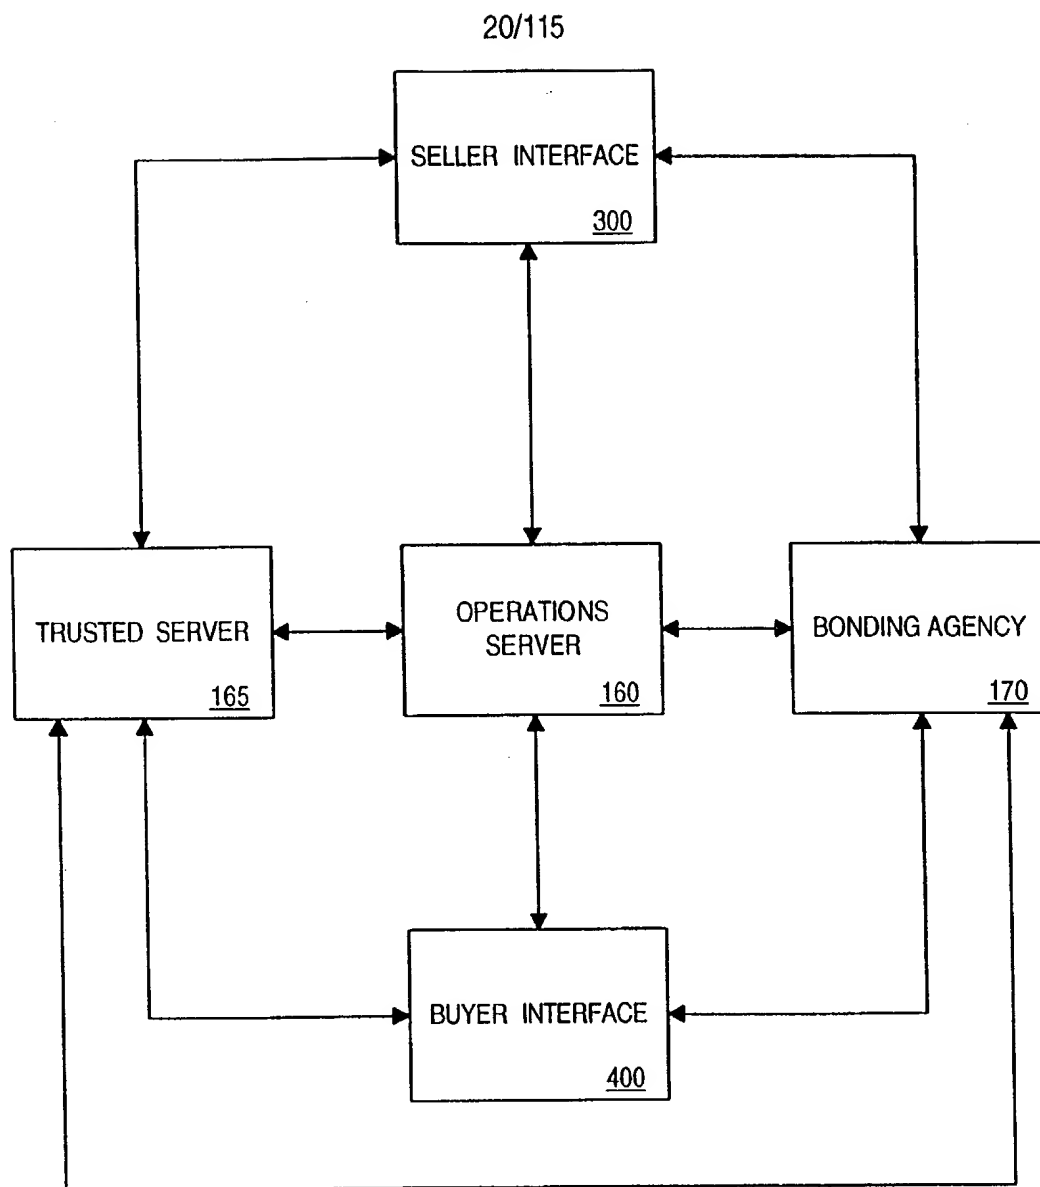 20/115
SELLER INTERFACE
300
TRUSTED SERVER
165
OPERATIONS
SERVER
160
BONDING AGENCY
170
BUYER INTERFACE
400